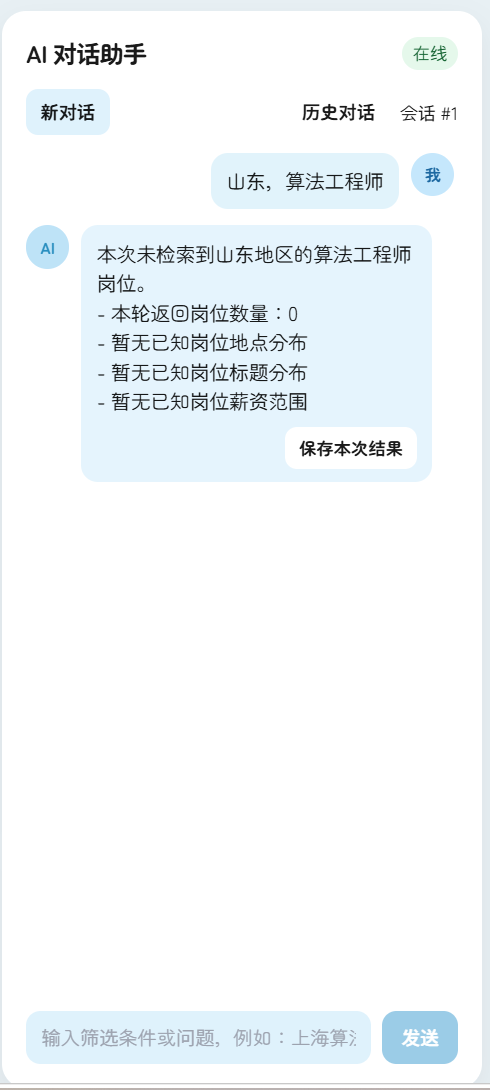 AI 对话助手
在线
新对话
历史对话
会话 #1
山东，算法工程师
我
AI
本次未检索到山东地区的算法工程师
岗位。
- 本轮返回岗位数量：0
- 暂无已知岗位地点分布
- 暂无已知岗位标题分布
- 暂无已知岗位薪资范围
保存本次结果
输入筛选条件或问题，例如：上海算
发送